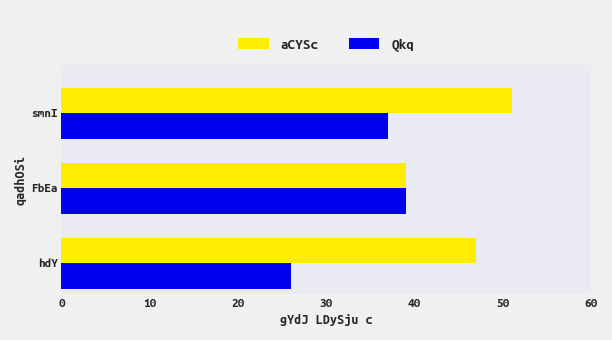 aCYSc Qkq
smnI
FbEa
hdY
qadhOSi
0 10 20 30 40 50 60
gYdJ LDySju c